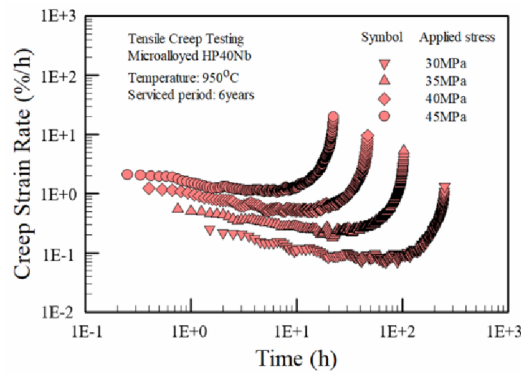 Tensile Creep Testing
Microalloyed HP40Nb
Temperature: 950°C
Serviced period: 6years
Symbol Applied stress
30MPa
35MPa
40MPa
45MPa
1E+3
1E+2
1E+1
1E+0
1E-1
1E-2
Creep Strain Rate (%/h)
1E-1 1E+0 1E+1 1E+2 1E+3
Time (h)